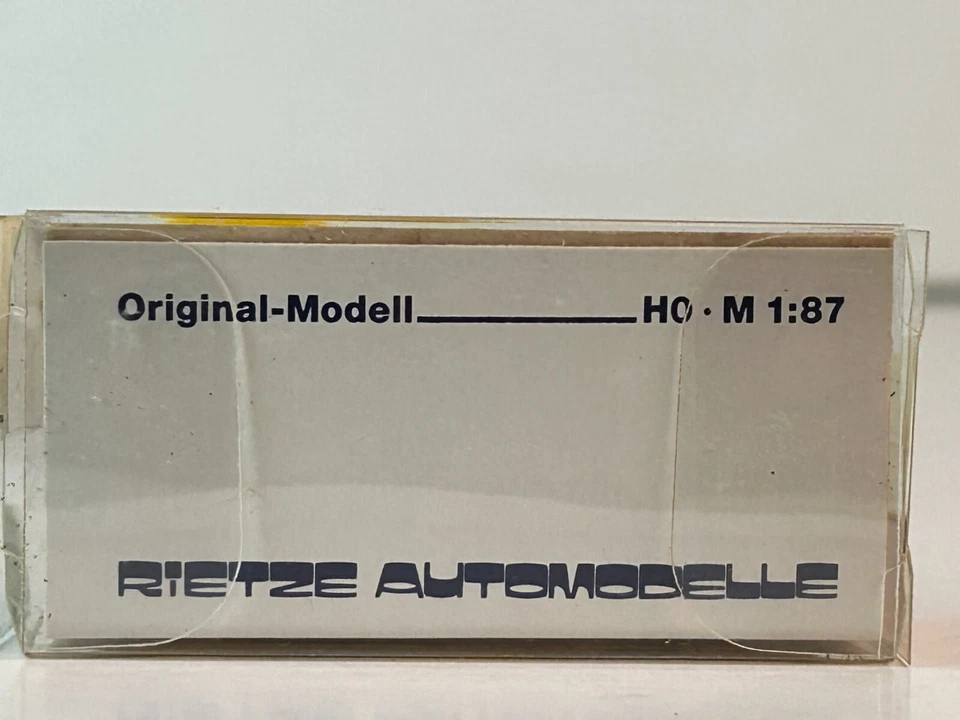 Original-Modell H0 · M 1:87
RIETZE AUTOMODELLE